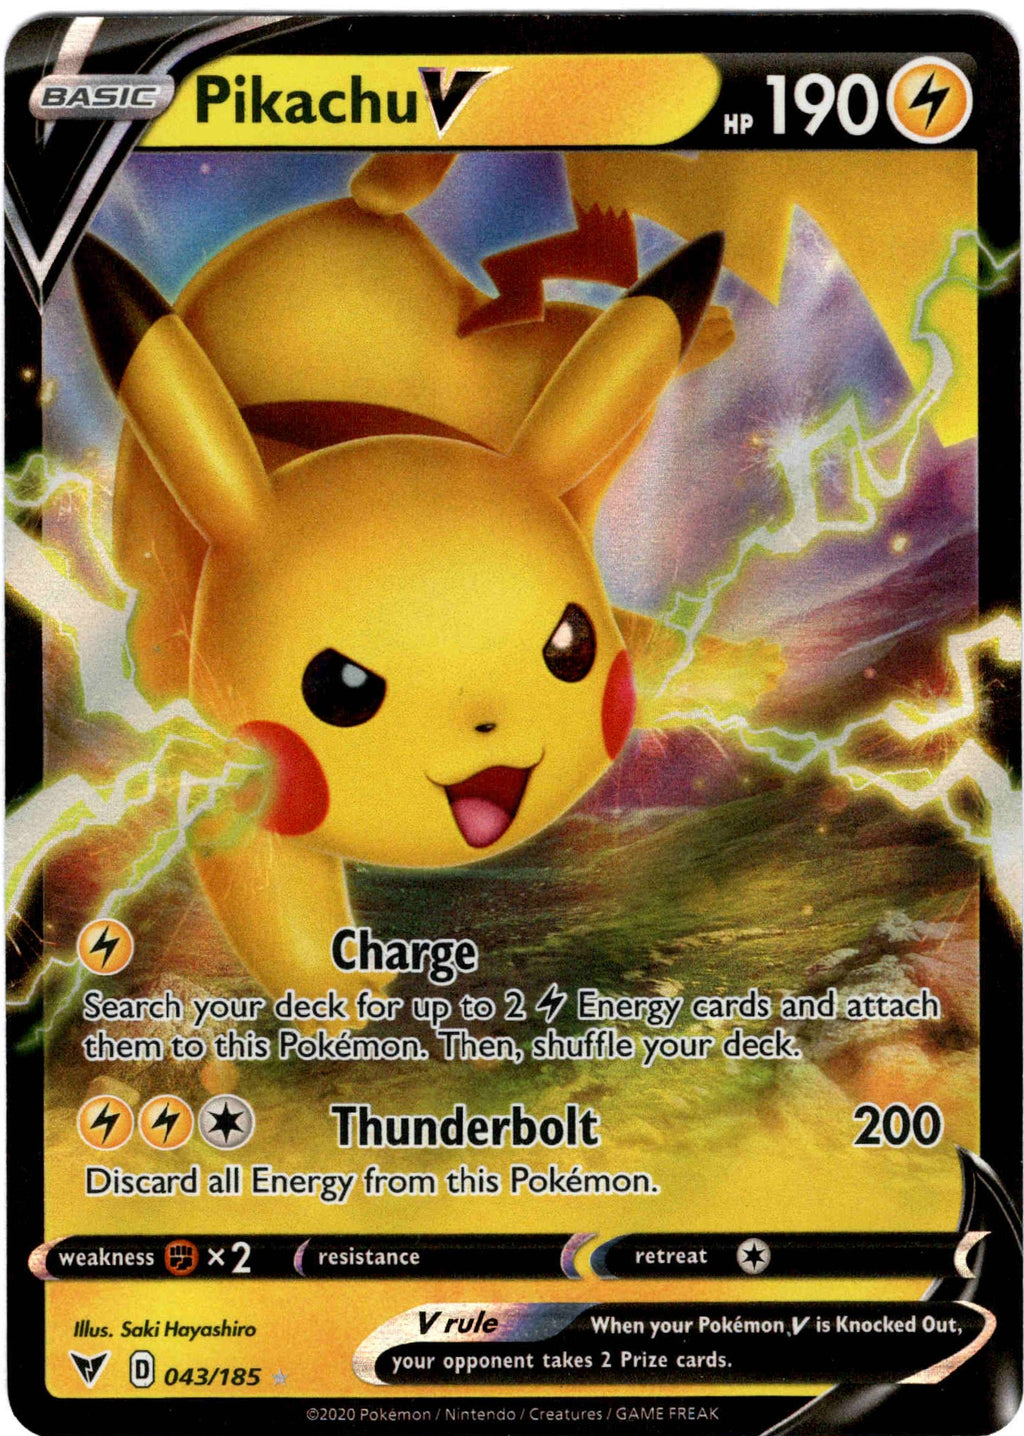 BASIC Pikachu V HP 190
Charge
Search your deck for up to 2 Energy cards and attach
them to this Pokémon. Then, shuffle your deck.
Thunderbolt 200
Discard all Energy from this Pokémon.
weakness ×2 resistance retreat
Illus. Saki Hayashiro
V rule When your Pokémon V is Knocked Out,
your opponent takes 2 Prize cards.
D 043/185
©2020 Pokémon / Nintendo / Creatures / GAME FREAK